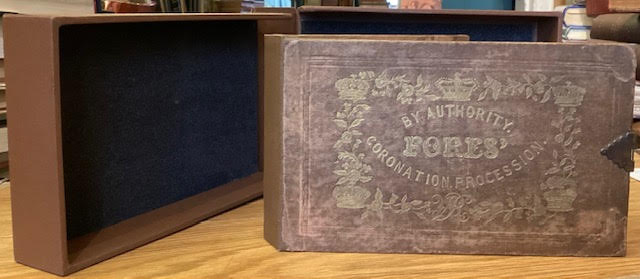 BY, AUTHORITY.
FORES'
CORONATION, PROCESSION.